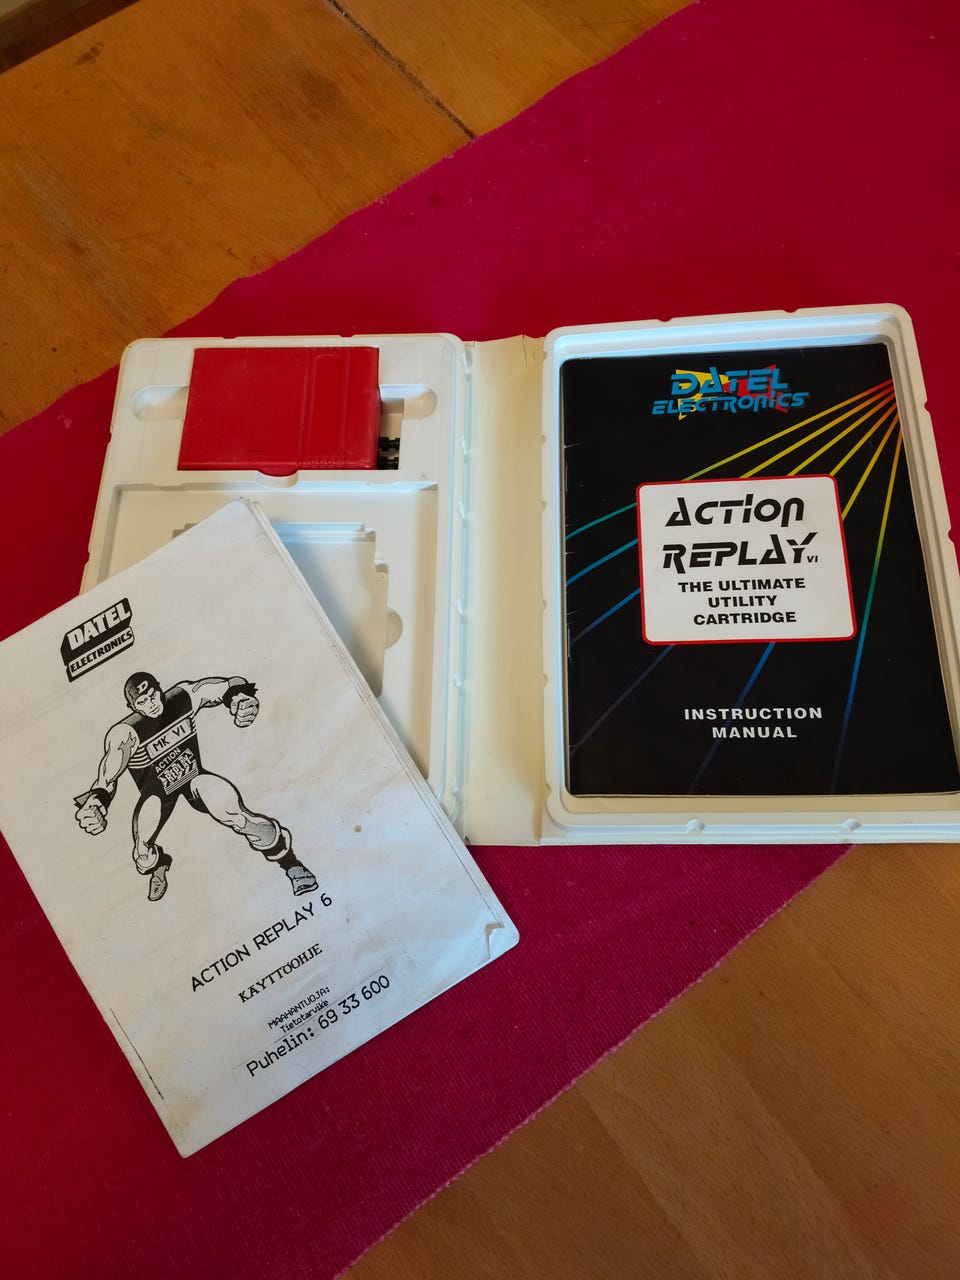 DATEL
ELECTRONICS
ACTION
REPLAY VI
THE ULTIMATE
UTILITY
CARTRIDGE
INSTRUCTION
MANUAL
DATEL
ELECTRONICS
D
MK VI
ACTION
REPLAY
ACTION REPLAY 6
KÄYTTÖOHJE
MAAHANTUOJA:
Tietotarvike
Puhelin: 69 33 600